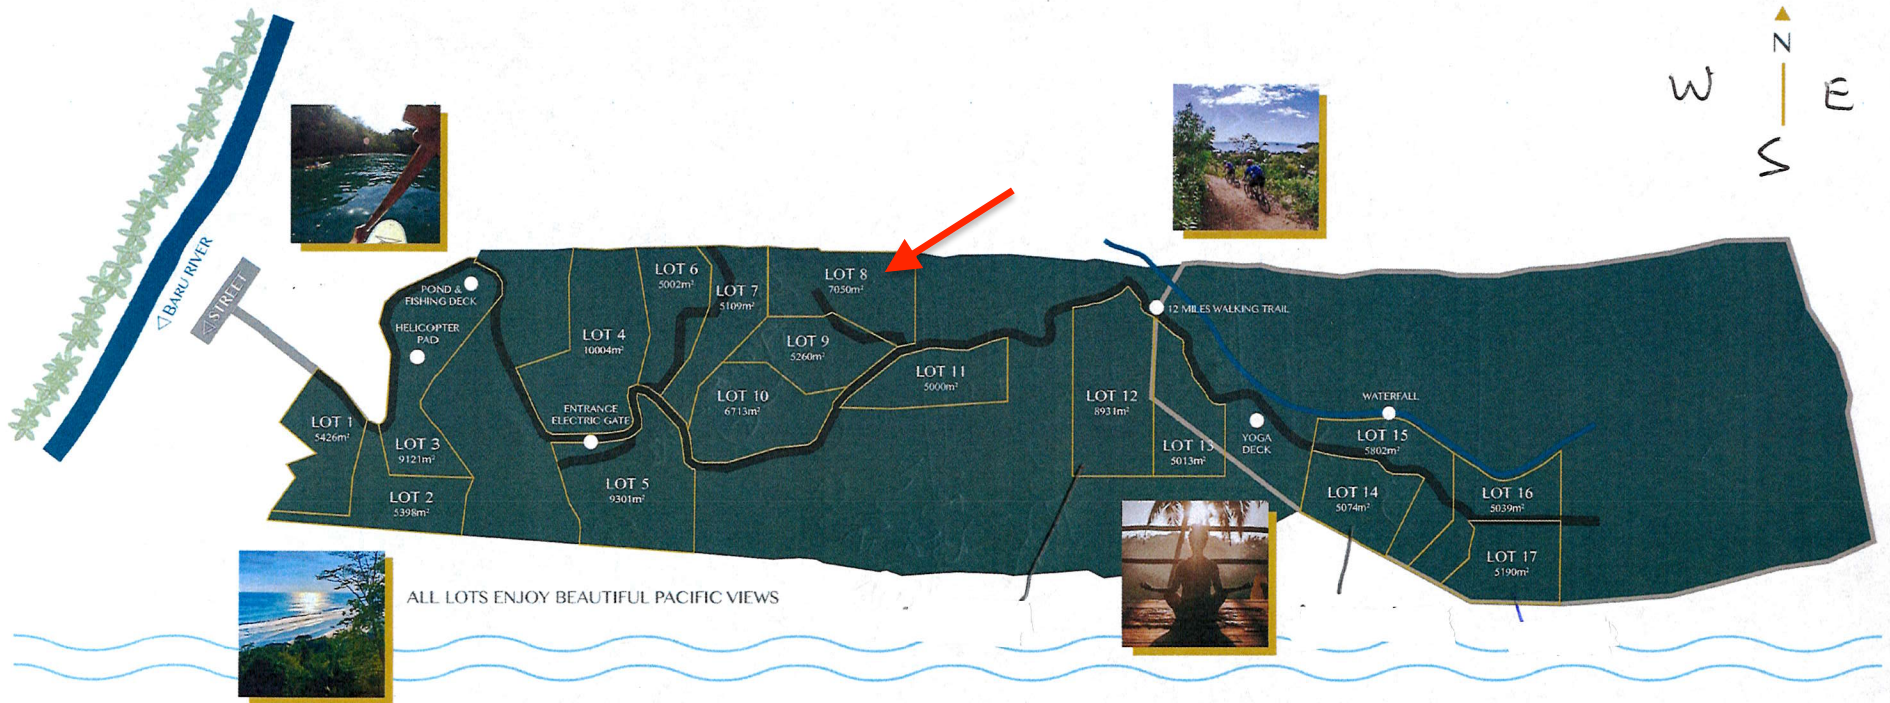 N
W
E
S
BARU RIVER
STREET
POND &
FISHING DECK
HELICOPTER
PAD
LOT 1
5426m²
LOT 2
5398m²
LOT 3
9121m²
LOT 4
10004m²
ENTRANCE
ELECTRIC GATE
LOT 5
9301m²
LOT 6
5002m²
LOT 7
5109m²
LOT 8
7050m²
LOT 9
5260m²
LOT 10
6713m²
LOT 11
5000m²
LOT 12
8931m²
12 MILES WALKING TRAIL
LOT 13
5013m²
YOGA
DECK
WATERFALL
LOT 15
5802m²
LOT 14
5074m²
LOT 16
5039m²
LOT 17
5190m²
ALL LOTS ENJOY BEAUTIFUL PACIFIC VIEWS